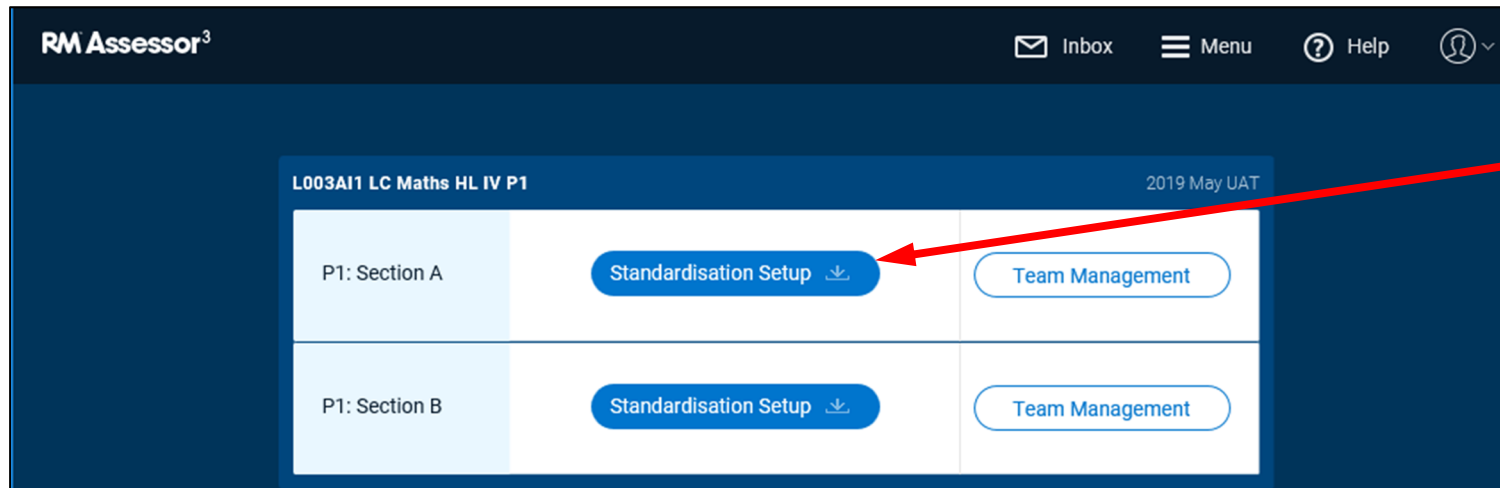 RM Assessor³ Inbox Menu Help
L003AI1 LC Maths HL IV P1 2019 May UAT
P1: Section A Standardisation Setup Team Management
P1: Section B Standardisation Setup Team Management